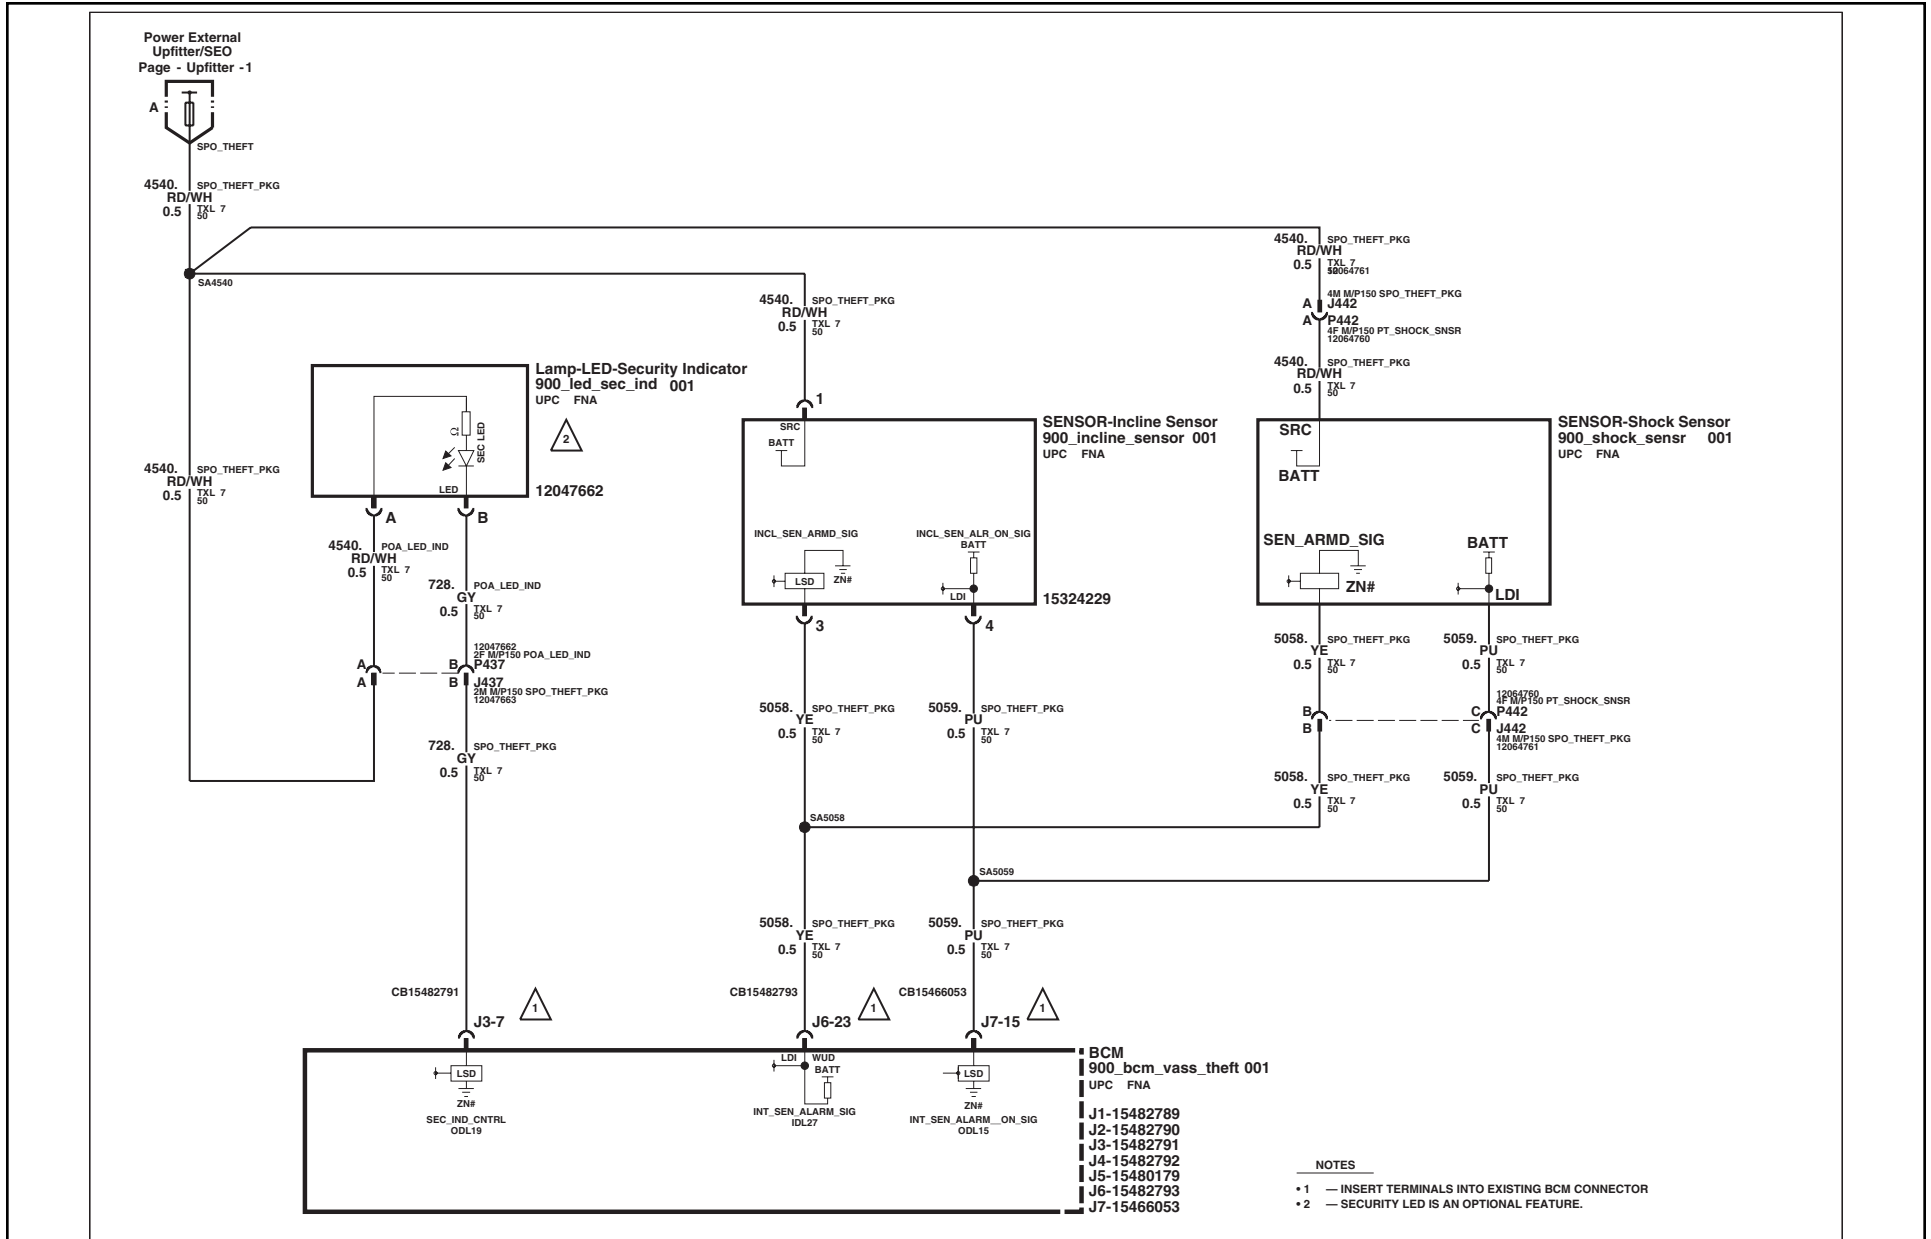 Power External
Upfitter/SEO
Page - Upfitter -1
A
SPO_THEFT
4540. SPO_THEFT_PKG
RD/WH
0.5 TXL 7
50
SA4540
4540. SPO_THEFT_PKG
RD/WH
0.5 TXL 7
50
4540. SPO_THEFT_PKG
RD/WH
0.5 TXL 7
12064761
A J442
4M M/P150 SPO_THEFT_PKG
A P442
4F M/P150 PT_SHOCK_SNSR
12064760
4540. SPO_THEFT_PKG
RD/WH
0.5 TXL 7
50
Lamp-LED-Security Indicator
900_led_sec_ind 001
UPC FNA
2
Ω
SEC LED
LED
12047662
A
B
4540. SPO_THEFT_PKG
RD/WH
0.5 TXL 7
50
4540. POA_LED_IND
RD/WH
0.5 TXL 7
50
728. POA_LED_IND
GY
0.5 TXL 7
50
12047662
2F M/P150 POA_LED_IND
A B P437
A B J437
2M M/P150 SPO_THEFT_PKG
12047663
728. SPO_THEFT_PKG
GY
0.5 TXL 7
50
1
SENSOR-Incline Sensor
900_incline_sensor 001
UPC FNA
SRC
BATT
INCL_SEN_ARMD_SIG
LSD
ZN#
INCL_SEN_ALR_ON_SIG
BATT
LDI
15324229
3
4
SENSOR-Shock Sensor
900_shock_sensr 001
UPC FNA
SRC
BATT
SEN_ARMD_SIG
ZN#
BATT
LDI
5058. SPO_THEFT_PKG
YE
0.5 TXL 7
50
5059. SPO_THEFT_PKG
PU
0.5 TXL 7
50
5058. SPO_THEFT_PKG
YE
0.5 TXL 7
50
5059. SPO_THEFT_PKG
PU
0.5 TXL 7
50
12064760
4F M/P150 PT_SHOCK_SNSR
B C P442
B C J442
4M M/P150 SPO_THEFT_PKG
12064761
5058. SPO_THEFT_PKG
YE
0.5 TXL 7
50
5059. SPO_THEFT_PKG
PU
0.5 TXL 7
50
SA5058
SA5059
5058. SPO_THEFT_PKG
YE
0.5 TXL 7
50
5059. SPO_THEFT_PKG
PU
0.5 TXL 7
50
CB15482791
1
J3-7
CB15482793
1
J6-23
CB15466053
1
J7-15
BCM
900_bcm_vass_theft 001
UPC FNA
J1-15482789
J2-15482790
J3-15482791
J4-15482792
J5-15480179
J6-15482793
J7-15466053
LSD
ZN#
SEC_IND_CNTRL
ODL19
LDI WUD
BATT
INT_SEN_ALARM_SIG
IDL27
LSD
ZN#
INT_SEN_ALARM__ON_SIG
ODL15
NOTES
• 1 — INSERT TERMINALS INTO EXISTING BCM CONNECTOR
• 2 — SECURITY LED IS AN OPTIONAL FEATURE.